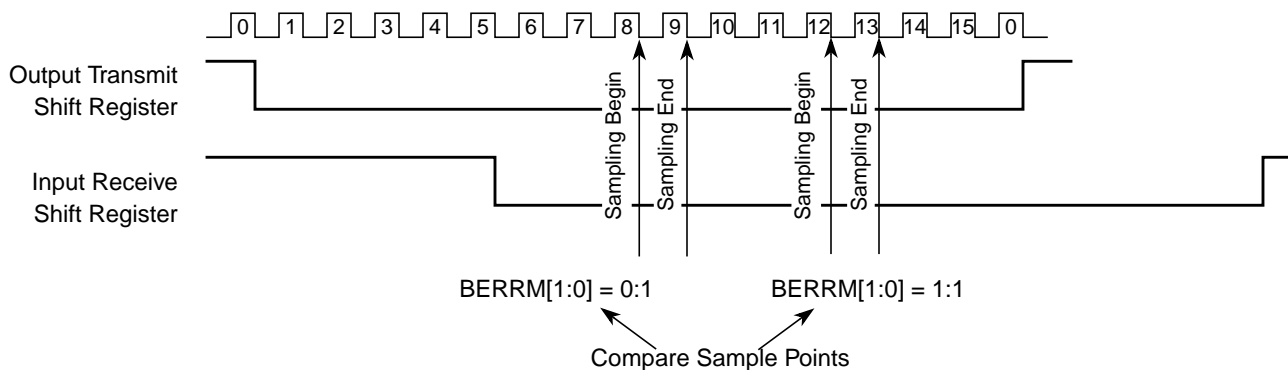 0 1 2 3 4 5 6 7 8 9 10 11 12 13 14 15 0
Output Transmit
Shift Register
Input Receive
Shift Register
Sampling Begin
Sampling End
Sampling Begin
Sampling End
BERRM[1:0] = 0:1
BERRM[1:0] = 1:1
Compare Sample Points